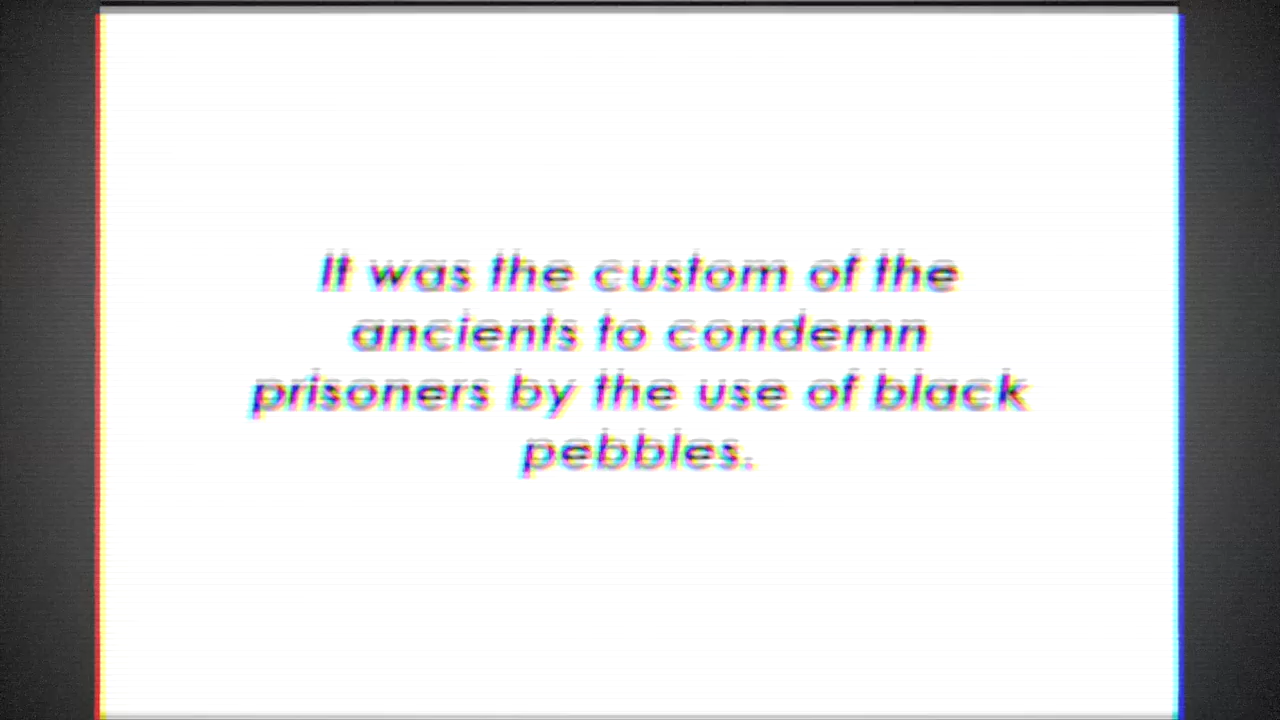 It was the custom of the
ancients to condemn
prisoners by the use of black
pebbles.